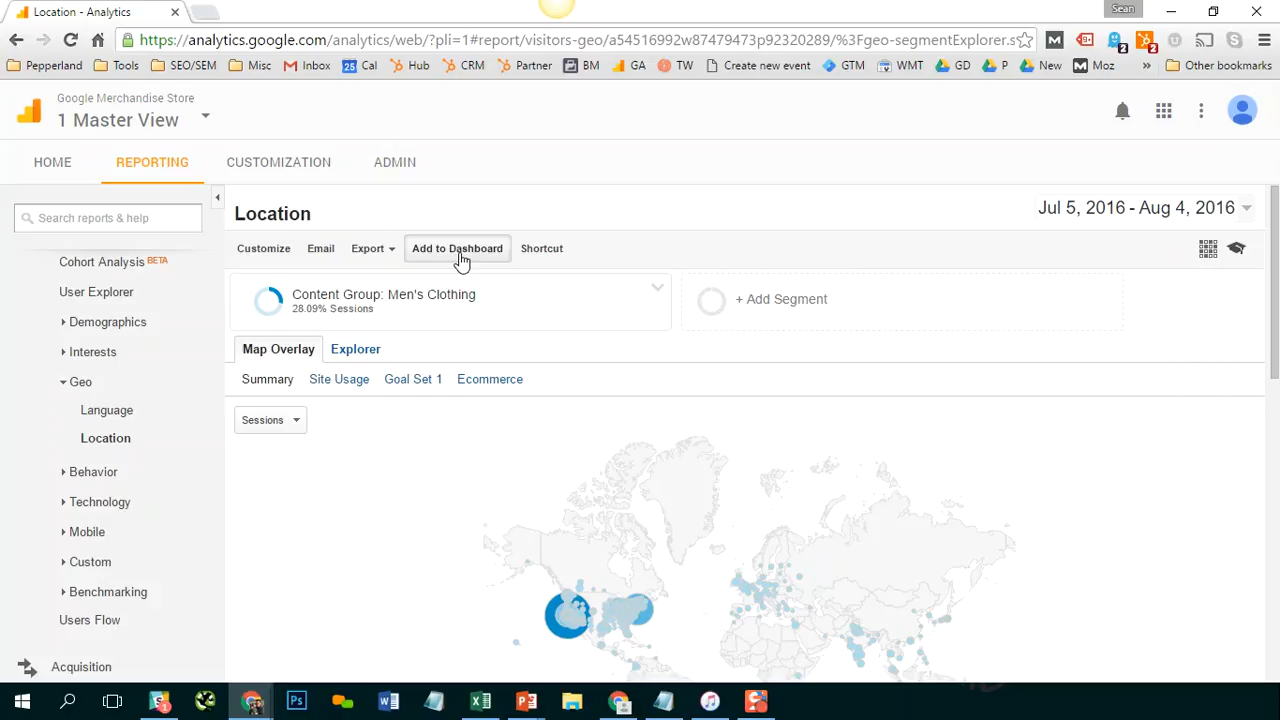 Location - Analytics
Sean
https://analytics.google.com/analytics/web/?pli=1#report/visitors-geo/a54516992w87479473p92320289/%3Fgeo-segmentExplorer.s
2
2
Pepperland Tools SEO/SEM Misc Inbox 25 Cal Hub CRM Partner BM GA TW Create new event GTM WMT GD P New Moz » Other bookmarks
Google Merchandise Store
1 Master View
HOME REPORTING CUSTOMIZATION ADMIN
Search reports & help
Cohort Analysis BETA
User Explorer
Demographics
Interests
Geo
Language
Location
Behavior
Technology
Mobile
Custom
Benchmarking
Users Flow
Acquisition
Location
Jul 5, 2016 - Aug 4, 2016
Customize Email Export Add to Dashboard Shortcut
Content Group: Men's Clothing
28.09% Sessions
+ Add Segment
Map Overlay Explorer
Summary Site Usage Goal Set 1 Ecommerce
Sessions